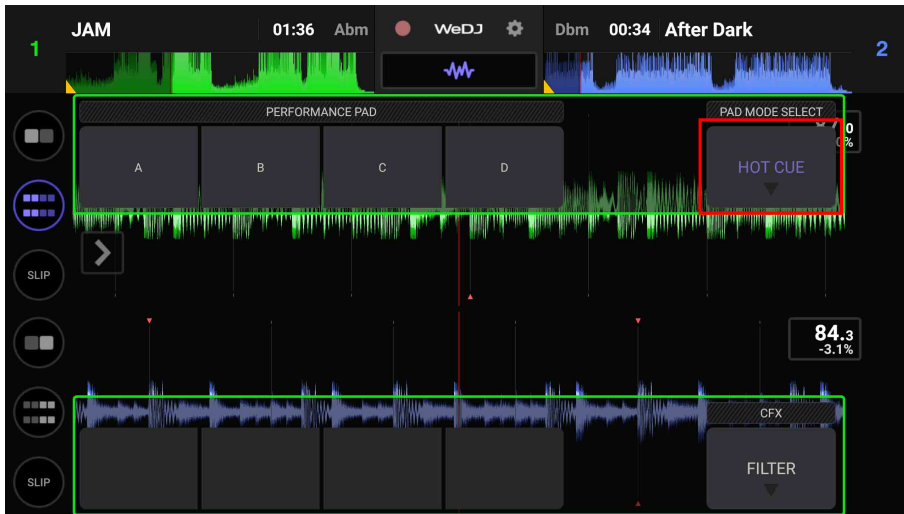 1
JAM
01:36
Abm
WeDJ
Dbm
00:34
After Dark
2
PERFORMANCE PAD
PAD MODE SELECT
A
B
C
D
HOT CUE
SLIP
84.3
-3.1%
CFX
FILTER
SLIP